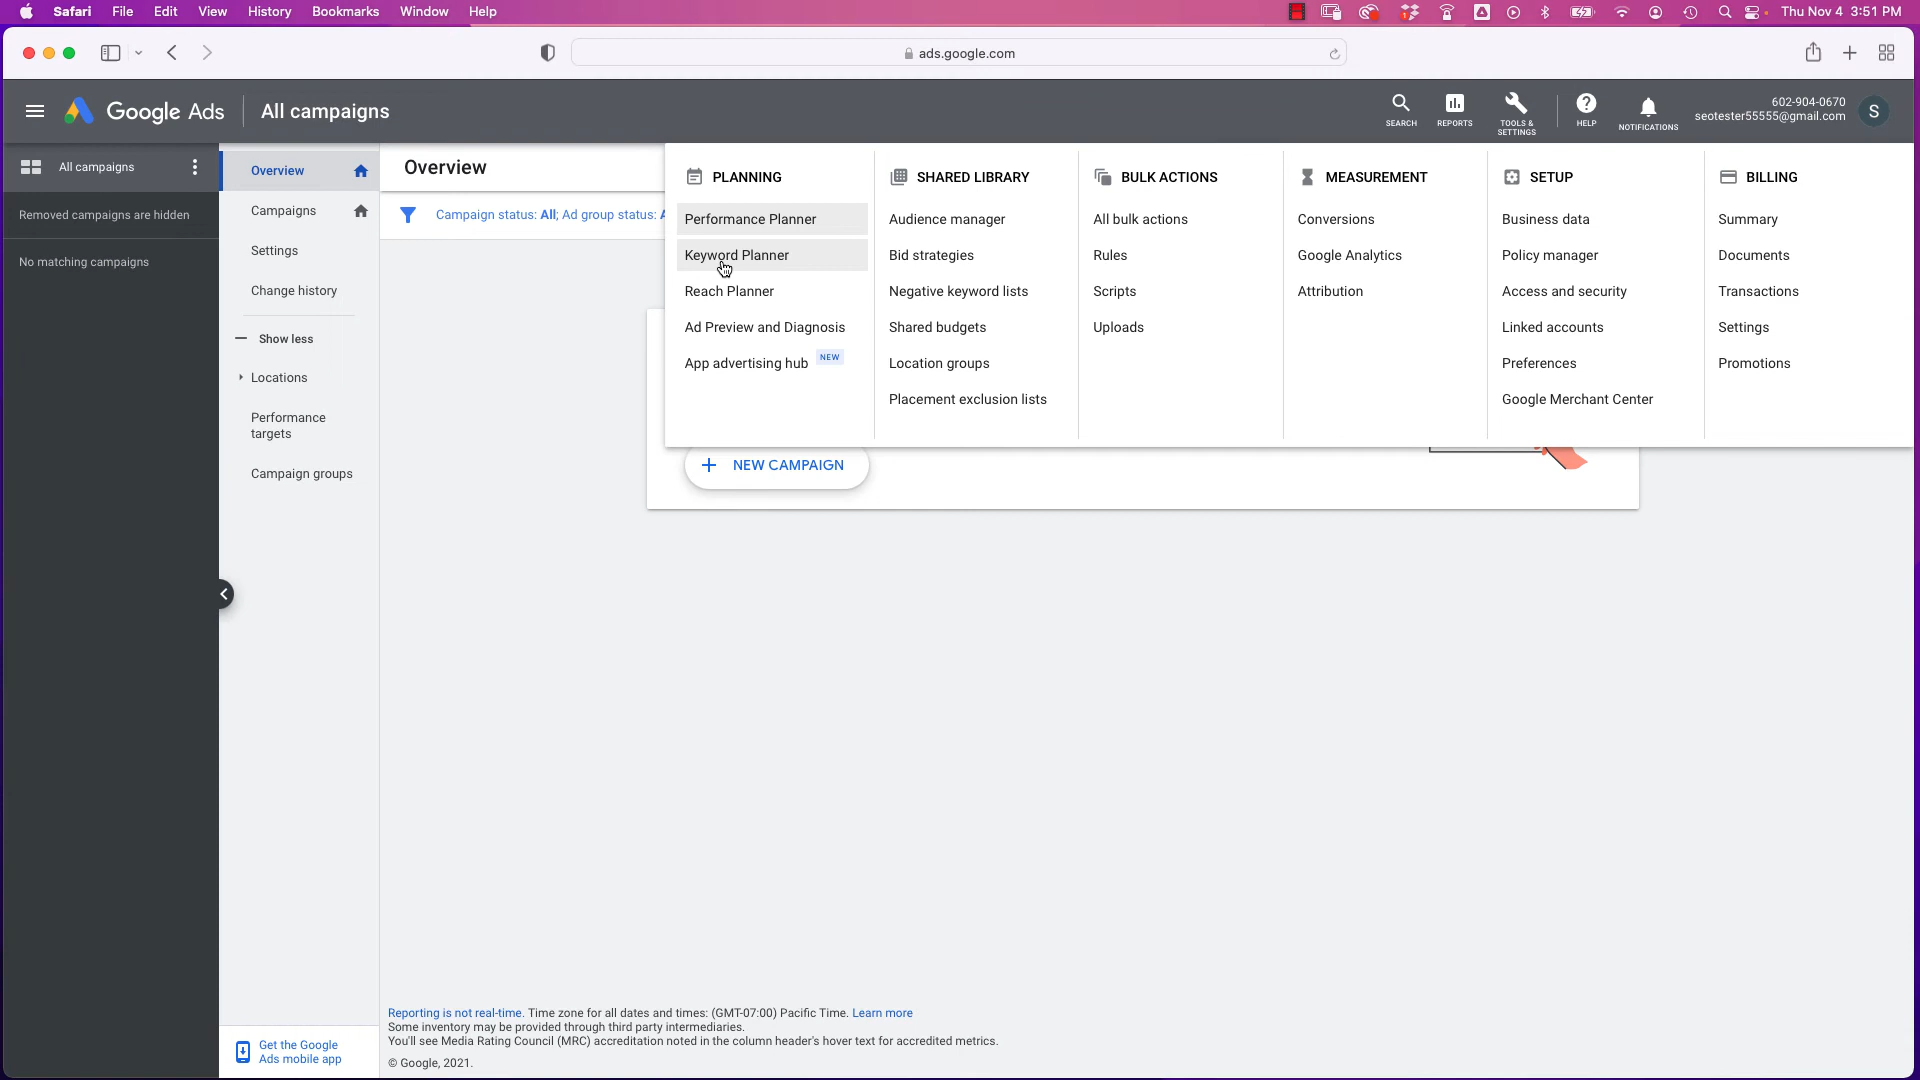 Safari File Edit View History Bookmarks Window Help Thu Nov 4 3:51 PM
ads.google.com
Google Ads All campaigns
SEARCH
REPORTS
TOOLS &
SETTINGS
HELP
NOTIFICATIONS
602-904-0670
seotester55555@gmail.com
S
All campaigns
Removed campaigns are hidden
No matching campaigns
Overview
Campaigns
Settings
Change history
Show less
Locations
Performance
targets
Campaign groups
Get the Google
Ads mobile app
Overview
Campaign status: All; Ad group status:
PLANNING
Performance Planner
Keyword Planner
Reach Planner
Ad Preview and Diagnosis
App advertising hub NEW
SHARED LIBRARY
Audience manager
Bid strategies
Negative keyword lists
Shared budgets
Location groups
Placement exclusion lists
BULK ACTIONS
All bulk actions
Rules
Scripts
Uploads
MEASUREMENT
Conversions
Google Analytics
Attribution
SETUP
Business data
Policy manager
Access and security
Linked accounts
Preferences
Google Merchant Center
BILLING
Summary
Documents
Transactions
Settings
Promotions
+ NEW CAMPAIGN
Reporting is not real-time. Time zone for all dates and times: (GMT-07:00) Pacific Time. Learn more
Some inventory may be provided through third party intermediaries.
You'll see Media Rating Council (MRC) accreditation noted in the column header's hover text for accredited metrics.
© Google, 2021.